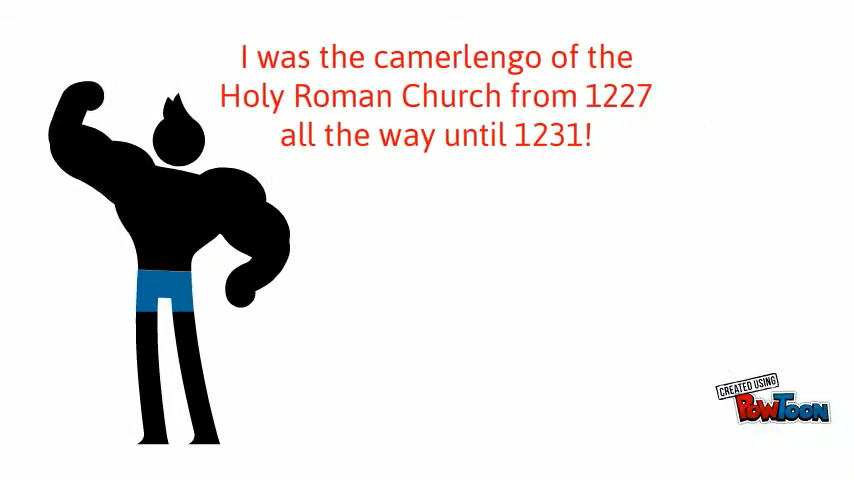 I was the camerlengo of the
Holy Roman Church from 1227
all the way until 1231!
CREATED USING
POWTOON